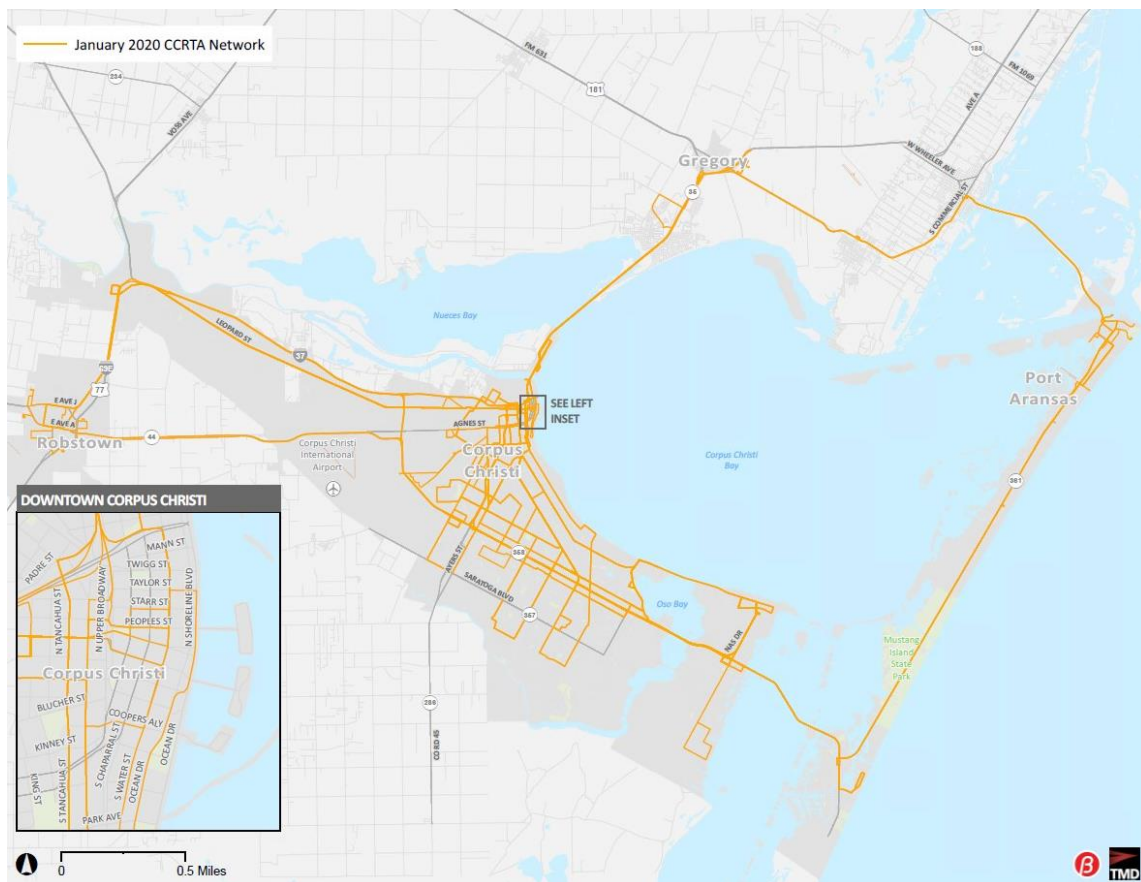 January 2020 CCRTA Network
FM 631
188
FM 1069
234
VOSS AVE
181
AVE A
W WHEELER AVE
Gregory
35
S COMMERCIAL ST
Nueces Bay
LEOPARD ST
37
77
E AVE J
E AVE A
Robstown
44
AGNES ST
SEE LEFT
INSET
Port
Aransas
Corpus Christi
International
Airport
Corpus
Christi
Corpus Christi
Bay
361
358
AYERS ST
SARATOGA BLVD
357
Oso Bay
NAS DR
Mustang
Island
State
Park
286
CO RD 45
DOWNTOWN CORPUS CHRISTI
PADRE ST
MANN ST
TWIGG ST
TAYLOR ST
STARR ST
PEOPLES ST
N TANCAHUA ST
N UPPER BROADWAY
N SHORELINE BLVD
Corpus Christi
BLUCHER ST
COOPERS ALY
KINNEY ST
KING ST
S TANCAHUA ST
S CHAPARRAL ST
S WATER ST
OCEAN DR
OCEAN DR
PARK AVE
0
0.5 Miles
β
TMD